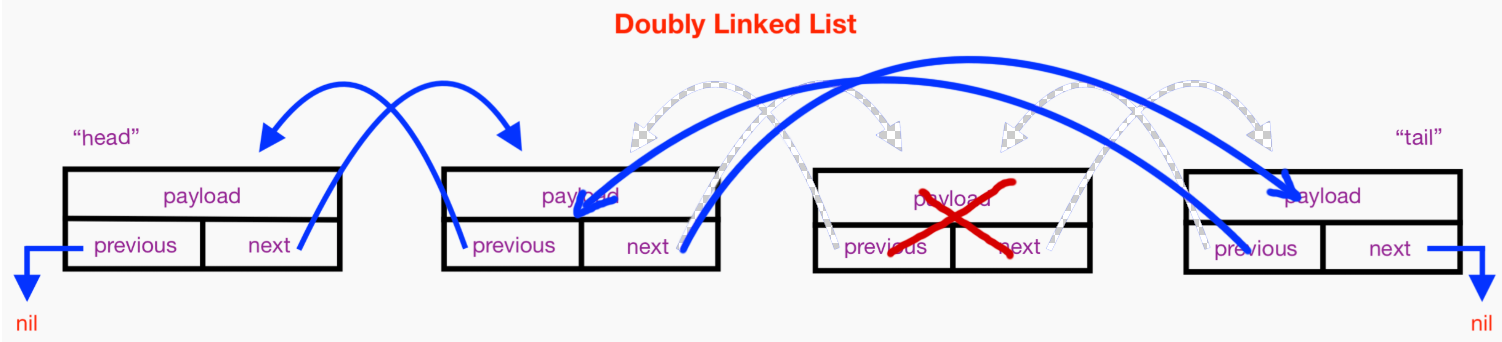 Doubly Linked List
“head”
“tail”
payload
payload
payload
payload
previous
next
previous
next
previous
next
previous
next
nil
nil